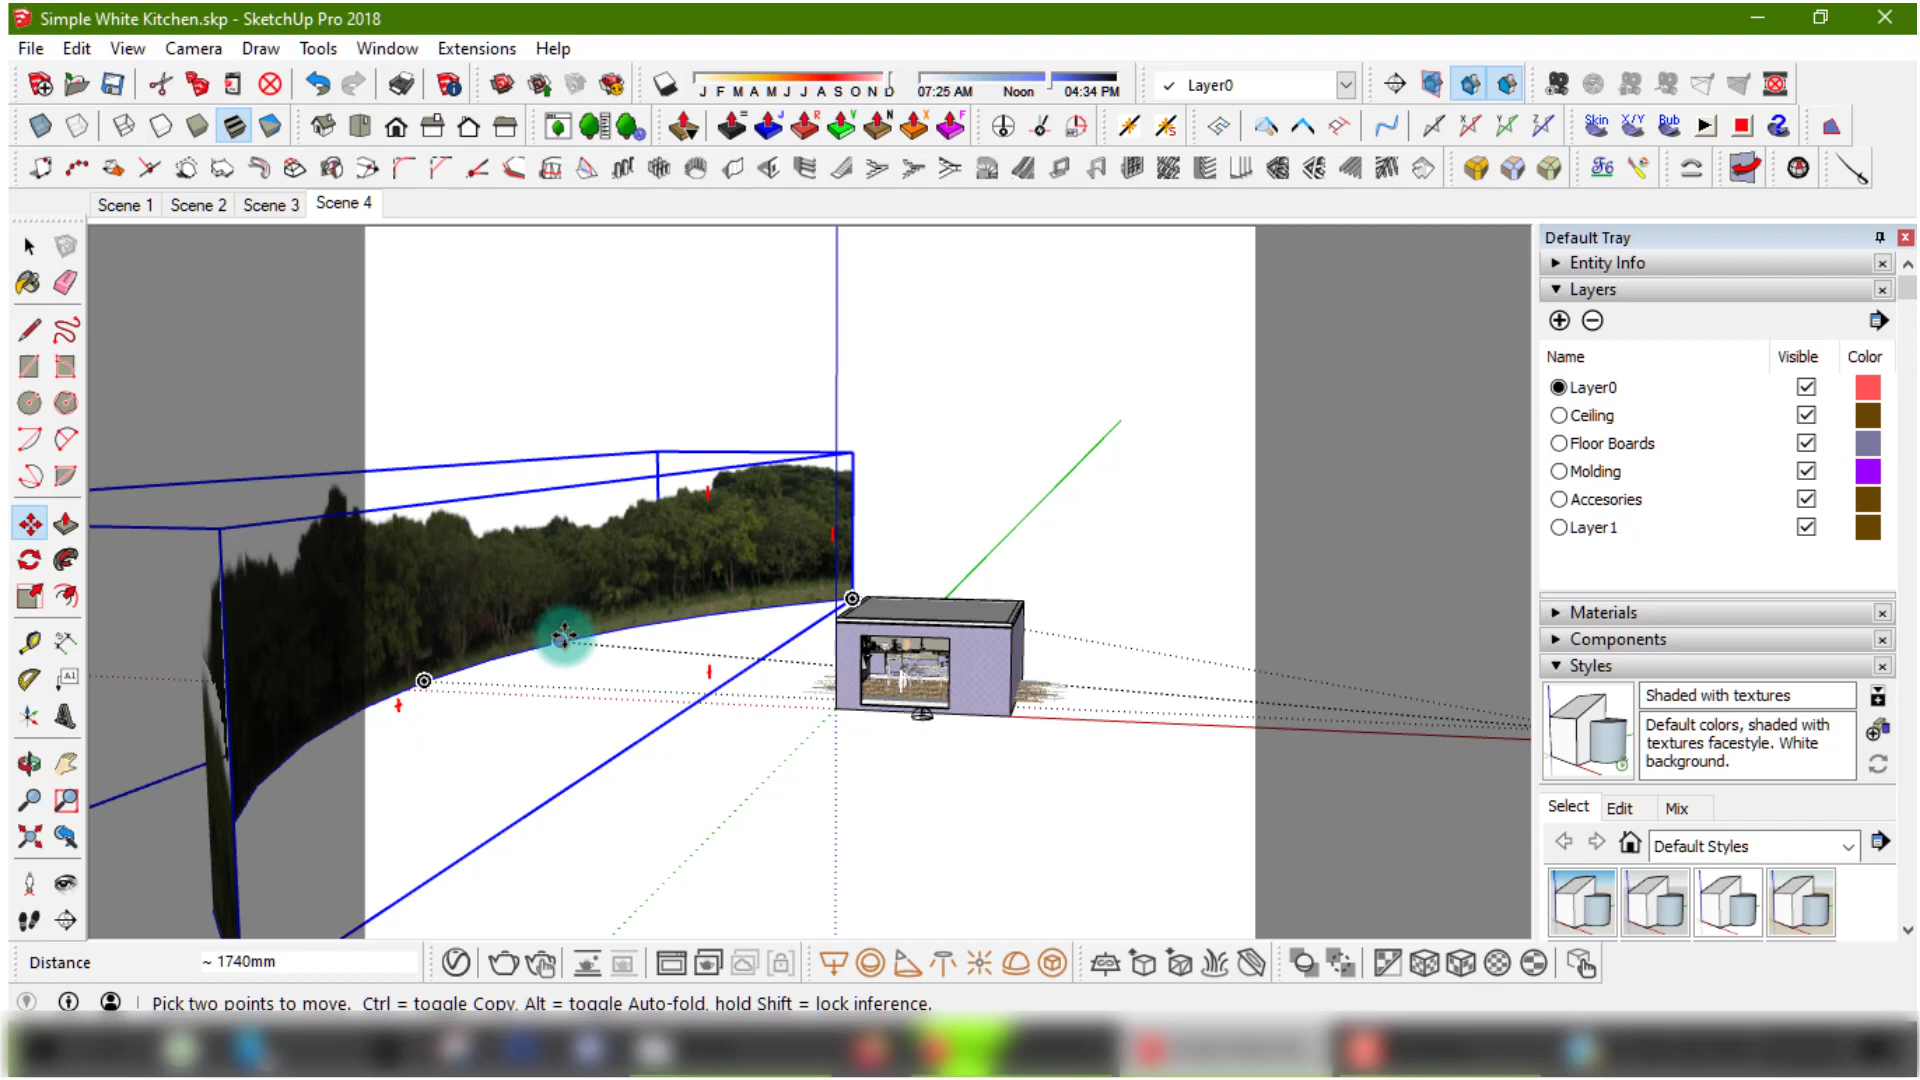 Simple White Kitchen.skp - SketchUp Pro 2018
File Edit View Camera Draw Tools Window Extensions Help
J F M A M J J A S O N D 07:25 AM Noon 04:34 PM Layer0
= J R V N X F Skin X/Y Bub
F6
Scene 1 Scene 2 Scene 3 Scene 4
Default Tray
Entity Info
Layers
Name Visible Color
Layer0
Ceiling
Floor Boards
Molding
Accesories
Layer1
Materials
Components
Styles
Shaded with textures
Default colors, shaded with
textures facestyle. White
background.
Select Edit Mix
Default Styles
A1
Distance ~ 1740mm
Pick two points to move. Ctrl = toggle Copy, Alt = toggle Auto-fold, hold Shift = lock inference.